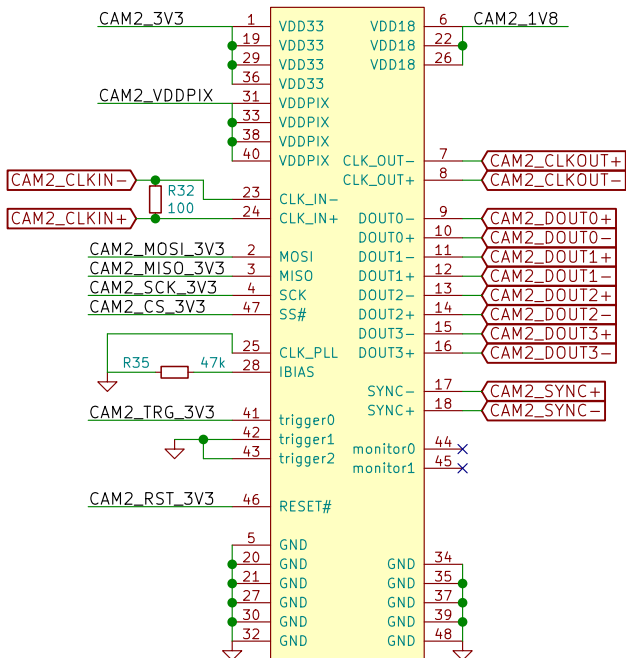 CAM2_3V3 1 VDD33 VDD18 6 CAM2_1V8
19 VDD33 VDD18 22
29 VDD33 VDD18 26
36 VDD33
CAM2_VDDPIX 31 VDDPIX
33 VDDPIX
38 VDDPIX
40 VDDPIX CLK_OUT- 7 CAM2_CLKOUT+
CAM2_CLKIN- CLK_OUT+ 8 CAM2_CLKOUT-
R32
100
23 CLK_IN-
CAM2_CLKIN+ 24 CLK_IN+ DOUT0- 9 CAM2_DOUT0+
DOUT0+ 10 CAM2_DOUT0-
CAM2_MOSI_3V3 2 MOSI DOUT1- 11 CAM2_DOUT1+
CAM2_MISO_3V3 3 MISO DOUT1+ 12 CAM2_DOUT1-
CAM2_SCK_3V3 4 SCK DOUT2- 13 CAM2_DOUT2+
CAM2_CS_3V3 47 SS# DOUT2+ 14 CAM2_DOUT2-
DOUT3- 15 CAM2_DOUT3+
25 CLK_PLL DOUT3+ 16 CAM2_DOUT3-
R35 47k 28 IBIAS
SYNC- 17 CAM2_SYNC+
SYNC+ 18 CAM2_SYNC-
CAM2_TRG_3V3 41 trigger0
42 trigger1 monitor0 44
43 trigger2 monitor1 45
CAM2_RST_3V3 46 RESET#
5 GND
20 GND GND 34
21 GND GND 35
27 GND GND 37
30 GND GND 39
32 GND GND 48